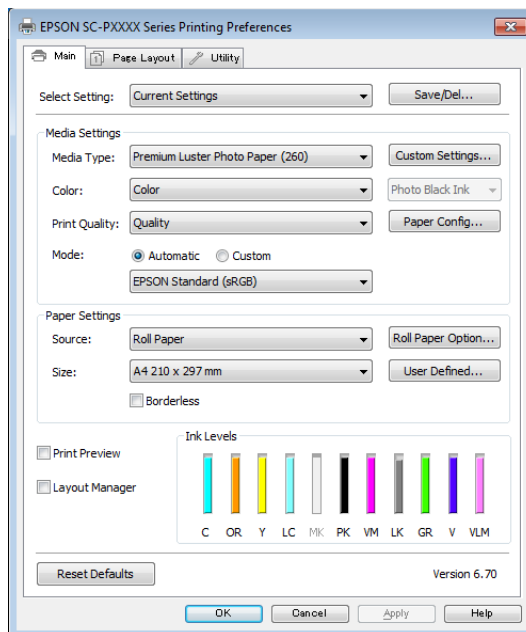 EPSON SC-PXXXX Series Printing Preferences
Main Page Layout Utility
Select Setting: Current Settings Save/Del...
Media Settings
Media Type: Premium Luster Photo Paper (260) Custom Settings...
Color: Color Photo Black Ink
Print Quality: Quality Paper Config...
Mode: Automatic Custom
EPSON Standard (sRGB)
Paper Settings
Source: Roll Paper Roll Paper Option...
Size: A4 210 x 297 mm User Defined...
Borderless
Ink Levels
Print Preview
Layout Manager
C OR Y LC MK PK VM LK GR V VLM
Reset Defaults Version 6.70
OK Cancel Apply Help